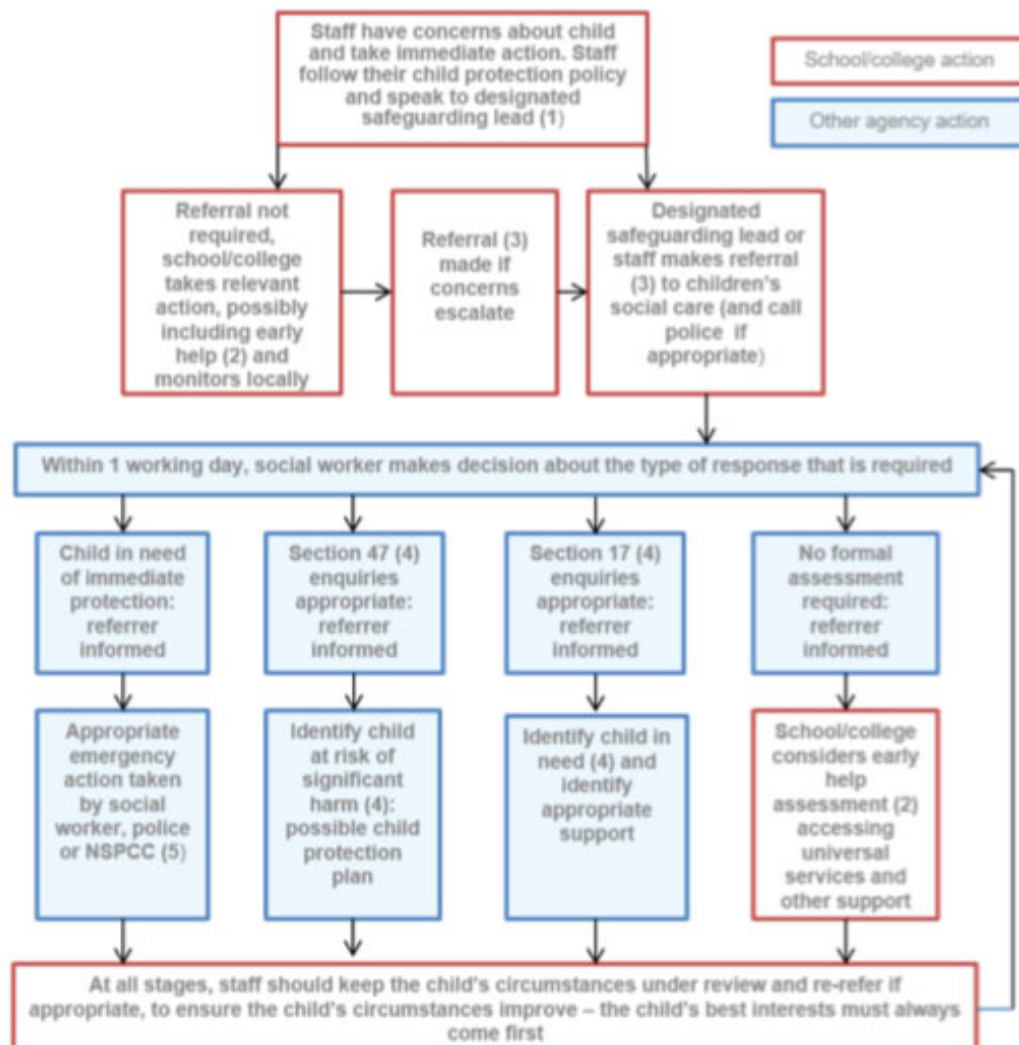 Staff have concerns about child
and take immediate action. Staff
follow their child protection policy
and speak to designated
safeguarding lead (1)
School/college action
Other agency action
Referral not
required,
school/college
takes relevant
action, possibly
including early
help (2) and
monitors locally
Referral (3)
made if
concerns
escalate
Designated
safeguarding lead or
staff makes referral
(3) to children's
social care (and call
police if
appropriate)
Within 1 working day, social worker makes decision about the type of response that is required
Child in need
of immediate
protection:
referrer
informed
Section 47 (4)
enquiries
appropriate:
referrer
informed
Section 17 (4)
enquiries
appropriate:
referrer
informed
No formal
assessment
required:
referrer
informed
Appropriate
emergency
action taken
by social
worker, police
or NSPCC (5)
Identify child
at risk of
significant
harm (4):
possible child
protection
plan
Identify child in
need (4) and
identify
appropriate
support
School/college
considers early
help
assessment (2)
accessing
universal
services and
other support
At all stages, staff should keep the child's circumstances under review and re-refer if
appropriate, to ensure the child's circumstances improve – the child's best interests must always
come first